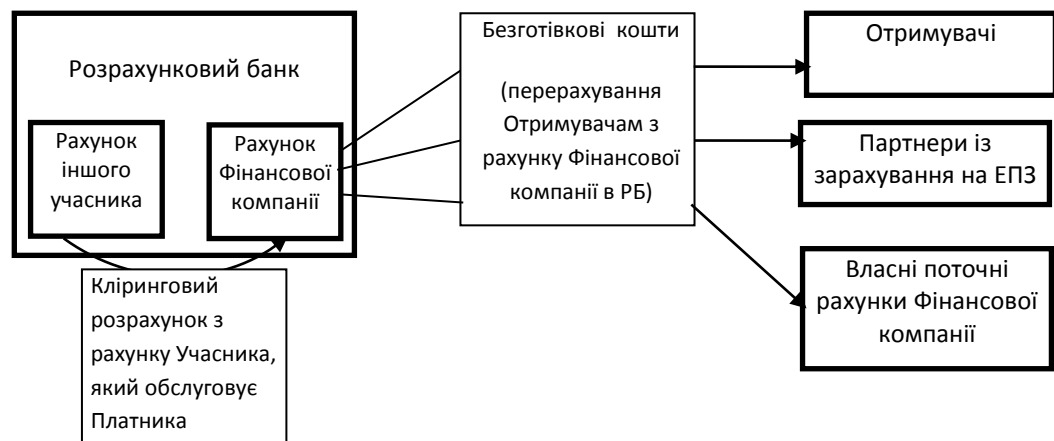 Розрахунковий банк
Рахунок
іншого
учасника
Рахунок
Фінансової
компанії
Кліринговий
розрахунок з
рахунку Учасника,
який обслуговує
Платника
Безготівкові кошти
(перерахування
Отримувачам з
рахунку Фінансової
компанії в РБ)
Отримувачі
Партнери із
зарахування на ЕПЗ
Власні поточні
рахунки Фінансової
компанії